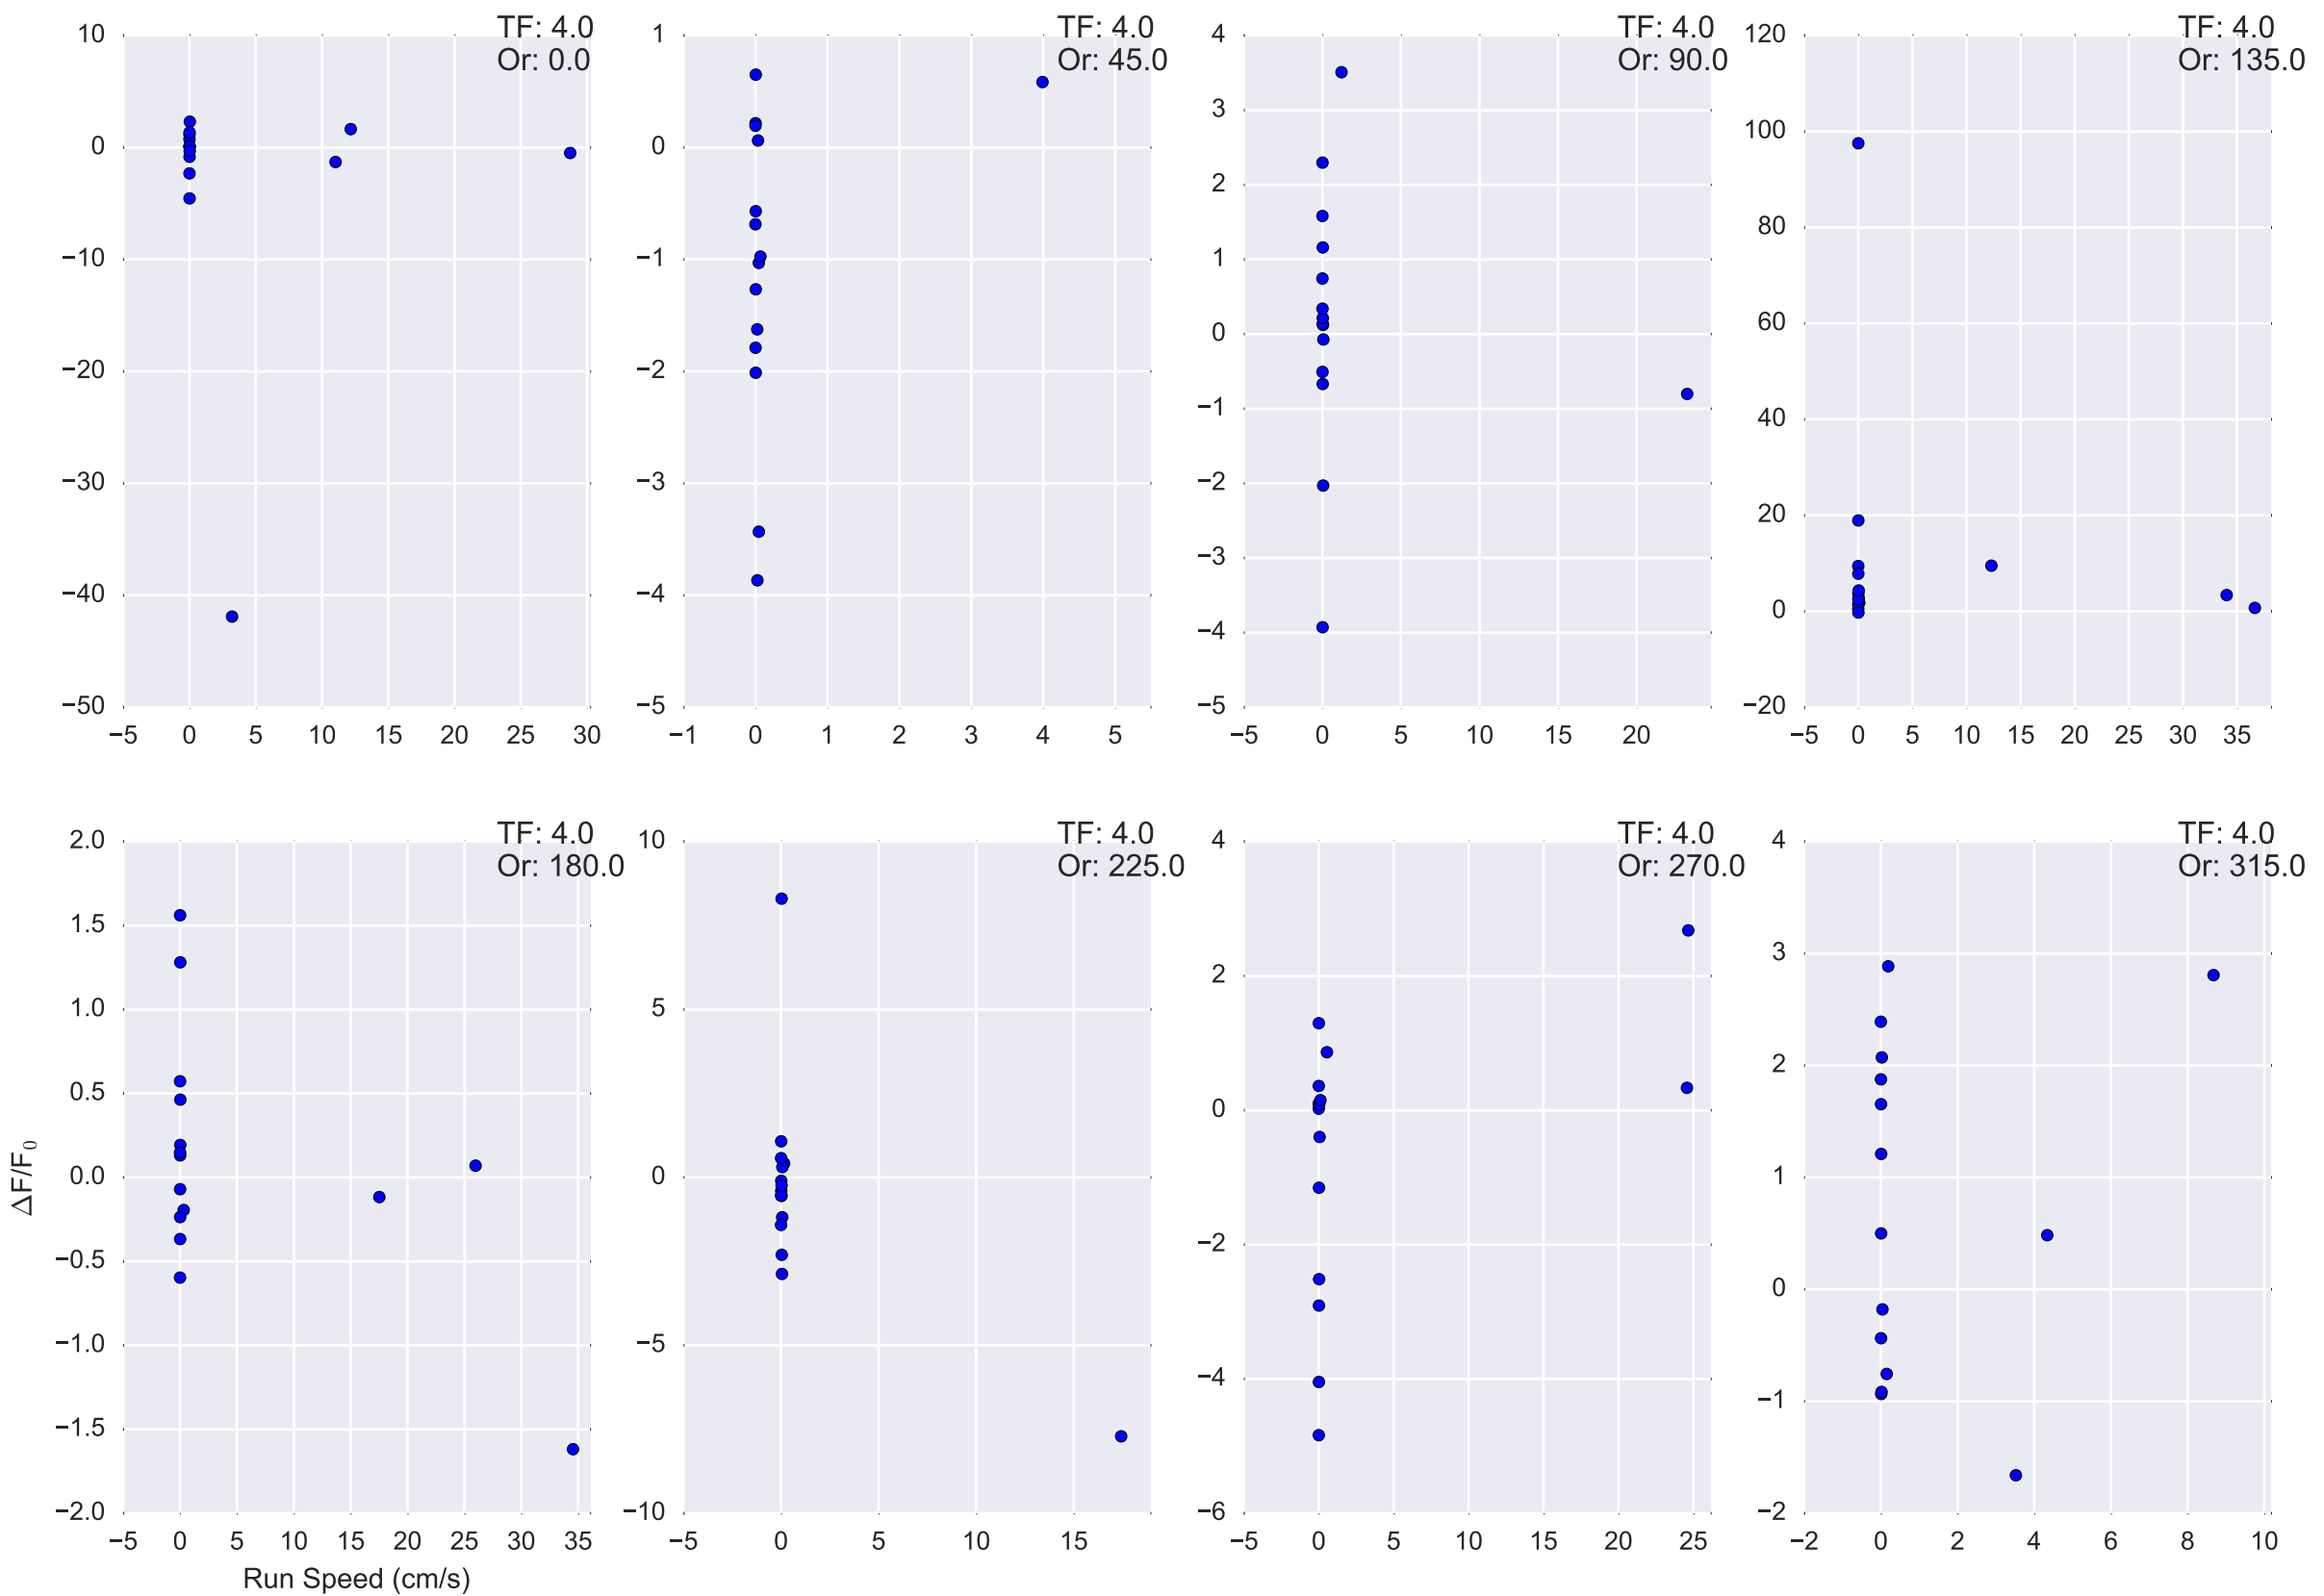 TF: 4.0
Or: 0.0
10
0
−10
−20
−30
−40
−50
−5 0 5 10 15 20 25 30
TF: 4.0
Or: 45.0
1
0
−1
−2
−3
−4
−5
−1 0 1 2 3 4 5
TF: 4.0
Or: 90.0
4
3
2
1
0
−1
−2
−3
−4
−5
−5 0 5 10 15 20
TF: 4.0
Or: 135.0
120
100
80
60
40
20
0
−20
−5 0 5 10 15 20 25 30 35
TF: 4.0
Or: 180.0
2.0
1.5
1.0
0.5
0.0
−0.5
−1.0
−1.5
−2.0
ΔF/F₀
−5 0 5 10 15 20 25 30 35
Run Speed (cm/s)
TF: 4.0
Or: 225.0
10
5
0
−5
−10
−5 0 5 10 15
TF: 4.0
Or: 270.0
4
2
0
−2
−4
−6
−5 0 5 10 15 20 25
TF: 4.0
Or: 315.0
4
3
2
1
0
−1
−2
−2 0 2 4 6 8 10